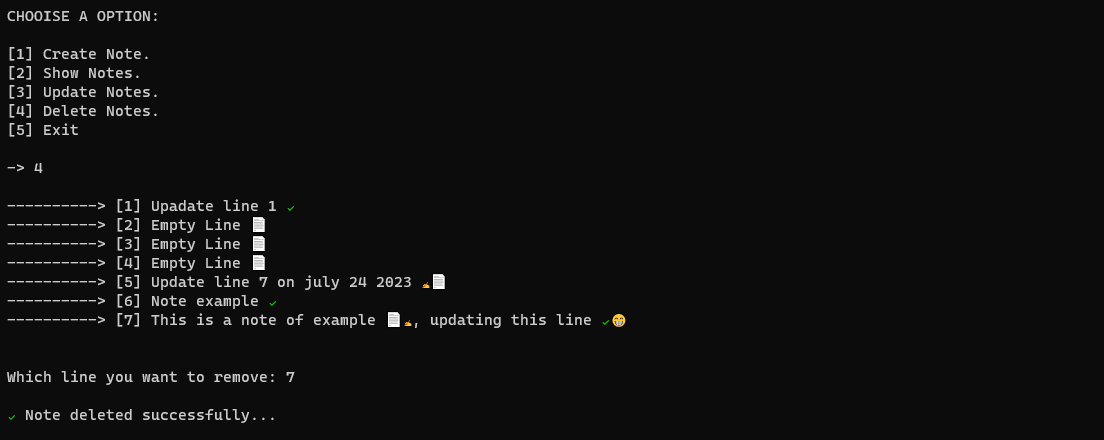 CHOOISE A OPTION:
[1] Create Note.
[2] Show Notes.
[3] Update Notes.
[4] Delete Notes.
[5] Exit
-> 4
----------> [1] Upadate line 1 ✓
----------> [2] Empty Line 📄
----------> [3] Empty Line 📄
----------> [4] Empty Line 📄
----------> [5] Update line 7 on july 24 2023 ✍📄
----------> [6] Note example ✓
----------> [7] This is a note of example 📄✍, updating this line ✓😁
Which line you want to remove: 7
✓ Note deleted successfully...